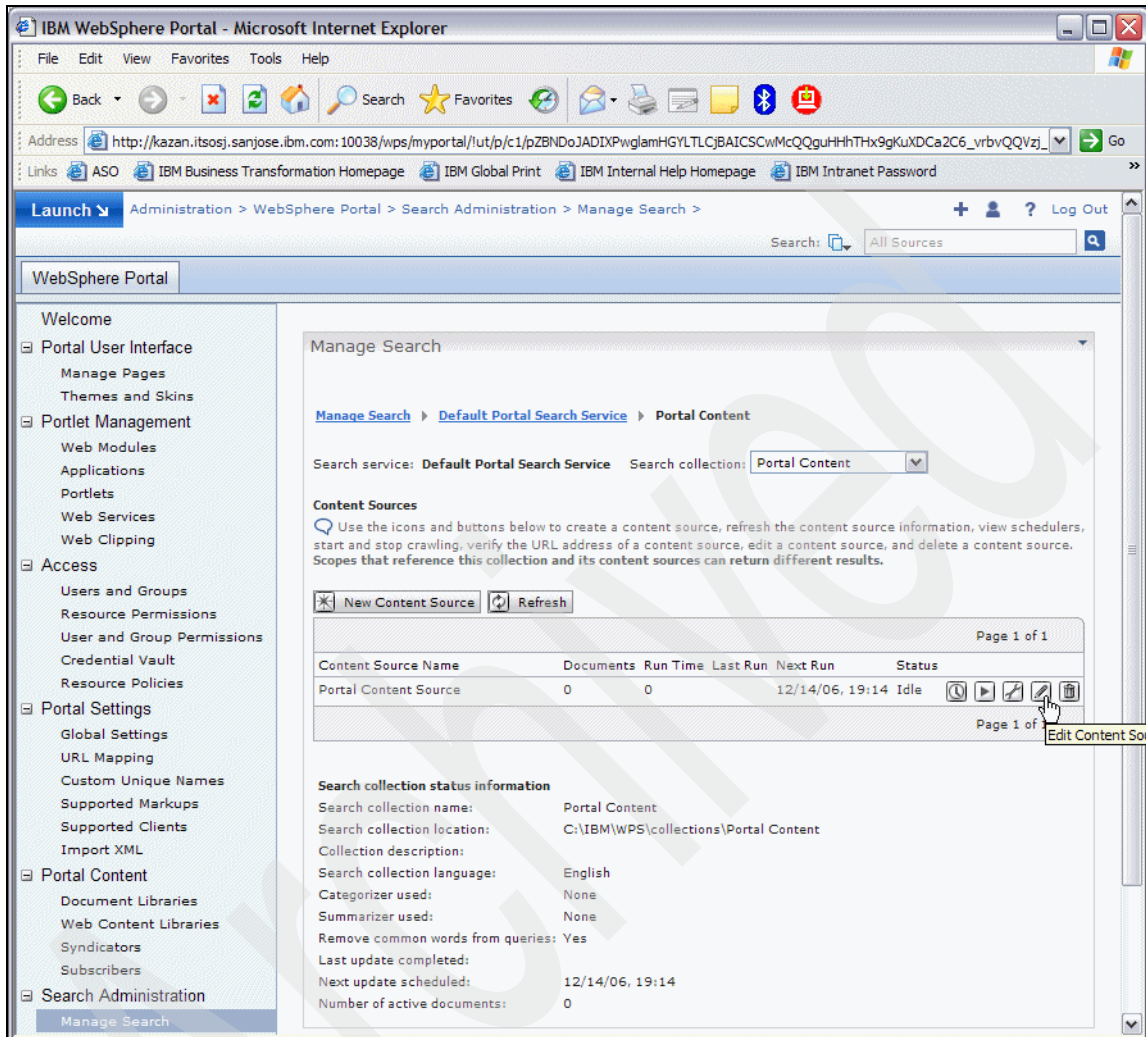 IBM WebSphere Portal - Microsoft Internet Explorer
File Edit View Favorites Tools Help
Back Search Favorites
Address http://kazan.itsosj.sanjose.ibm.com:10038/wps/myportal/!ut/p/c1/pZBNDoJADIXPwglamHGYLTLCjBAICSCwMcQQguHHhTHx9gKuXDCa2C6_vrbvQQVzj_ Go
Links ASO IBM Business Transformation Homepage IBM Global Print IBM Internal Help Homepage IBM Intranet Password »
Launch Administration > WebSphere Portal > Search Administration > Manage Search > + ? Log Out
Search: All Sources
WebSphere Portal
Welcome
Portal User Interface
Manage Pages
Themes and Skins
Portlet Management
Web Modules
Applications
Portlets
Web Services
Web Clipping
Access
Users and Groups
Resource Permissions
User and Group Permissions
Credential Vault
Resource Policies
Portal Settings
Global Settings
URL Mapping
Custom Unique Names
Supported Markups
Supported Clients
Import XML
Portal Content
Document Libraries
Web Content Libraries
Syndicators
Subscribers
Search Administration
Manage Search
Manage Search
Manage Search Default Portal Search Service Portal Content
Search service: Default Portal Search Service Search collection: Portal Content
Content Sources
Use the icons and buttons below to create a content source, refresh the content source information, view schedulers,
start and stop crawling, verify the URL address of a content source, edit a content source, and delete a content source.
Scopes that reference this collection and its content sources can return different results.
New Content Source Refresh
Page 1 of 1
Content Source Name Documents Run Time Last Run Next Run Status
Portal Content Source 0 0 12/14/06, 19:14 Idle
Page 1 of 1
Edit Content Sou
Search collection status information
Search collection name: Portal Content
Search collection location: C:\IBM\WPS\collections\Portal Content
Collection description:
Search collection language: English
Categorizer used: None
Summarizer used: None
Remove common words from queries: Yes
Last update completed:
Next update scheduled: 12/14/06, 19:14
Number of active documents: 0
Archived